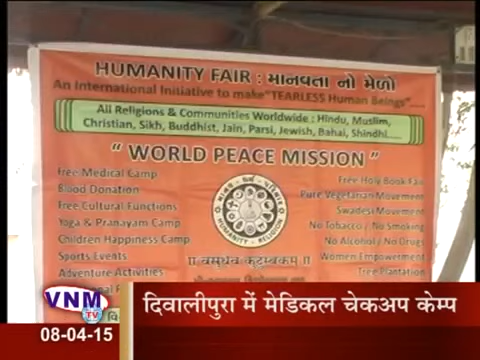 HUMANITY FAIR : માનવતા નો મેળો
An International Initiative to make "TEARLESS Human Beings"....
All Religions & Communities Worldwide : Hindu, Muslim,
Christian, Sikh, Buddhist, Jain, Parsi, Jewish, Bahai, Shindhi....
" WORLD PEACE MISSION "
Free Medical Camp
Blood Donation
Free Cultural Functions
Yoga & Pranayam Camp
Children Happiness Camp
Sports Events
Adventure Activities
HUMANITY RELIGION
Free Holy Book Fair
Pure Vegetarian Movement
Swadesi Movement
No Tobacco / No Smoking
No Alcohol / No Drugs
Women Empowerment
Tree Plantation
VNM
TV
दिवालीपुरा में मेडिकल चेकअप केम्प
08-04-15